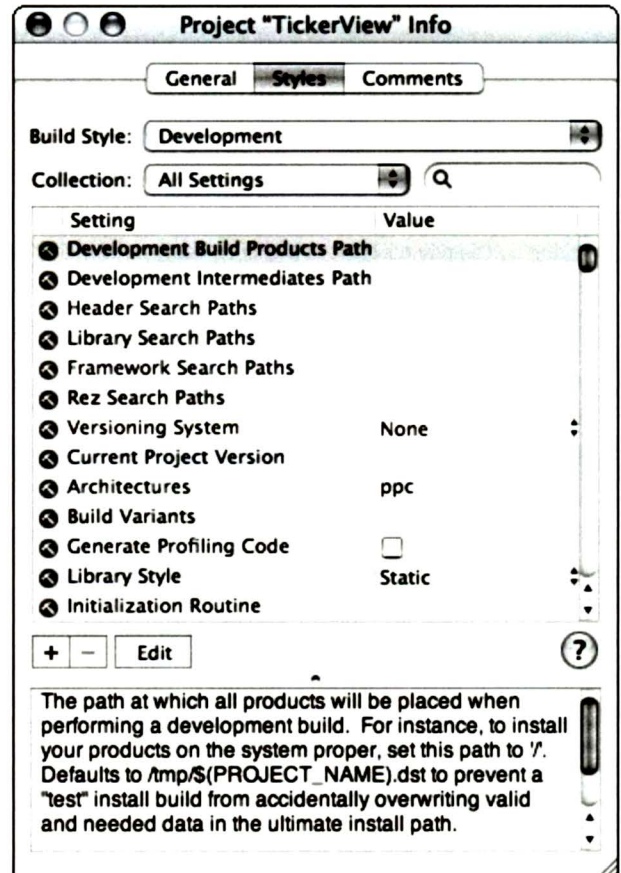 Project "TickerView" Info
General Styles Comments
Build Style: Development
Collection: All Settings
Setting Value
Development Build Products Path
Development Intermediates Path
Header Search Paths
Library Search Paths
Framework Search Paths
Rez Search Paths
Versioning System None
Current Project Version
Architectures ppc
Build Variants
Generate Profiling Code
Library Style Static
Initialization Routine
+ - Edit ?
The path at which all products will be placed when
performing a development build. For instance, to install
your products on the system proper, set this path to '/'.
Defaults to /tmp/$(PROJECT_NAME).dst to prevent a
"test" install build from accidentally overwriting valid
and needed data in the ultimate install path.